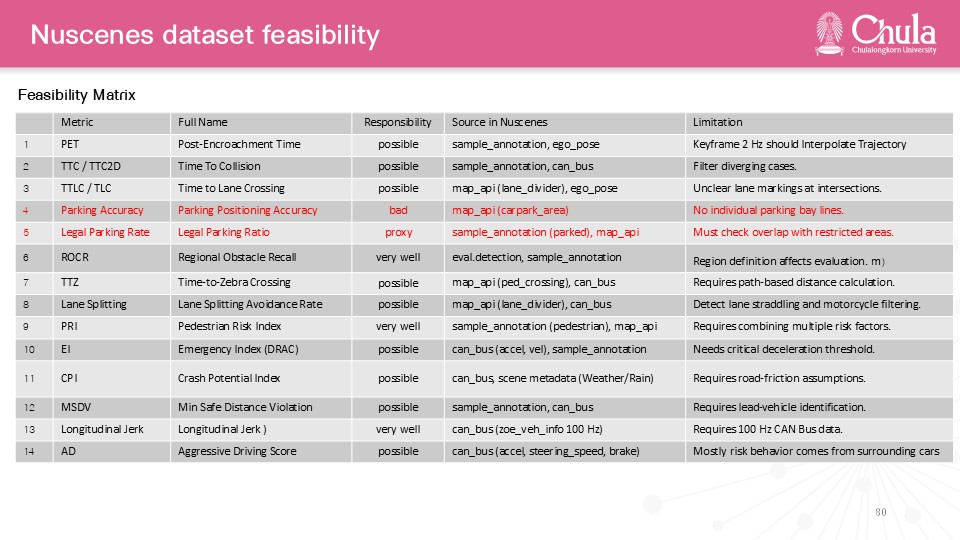 Nuscenes dataset feasibility
Chula
Chulalongkorn University
Feasibility Matrix
Metric Full Name Responsibility Source in Nuscenes Limitation
1 PET Post-Encroachment Time possible sample_annotation, ego_pose Keyframe 2 Hz should Interpolate Trajectory
2 TTC / TTC2D Time To Collision possible sample_annotation, can_bus Filter diverging cases.
3 TTLC / TLC Time to Lane Crossing possible map_api (lane_divider), ego_pose Unclear lane markings at intersections.
4 Parking Accuracy Parking Positioning Accuracy bad map_api (carpark_area) No individual parking bay lines.
5 Legal Parking Rate Legal Parking Ratio proxy sample_annotation (parked), map_api Must check overlap with restricted areas.
6 ROCR Regional Obstacle Recall very well eval.detection, sample_annotation Region definition affects evaluation. m)
7 TTZ Time-to-Zebra Crossing possible map_api (ped_crossing), can_bus Requires path-based distance calculation.
8 Lane Splitting Lane Splitting Avoidance Rate possible map_api (lane_divider), can_bus Detect lane straddling and motorcycle filtering.
9 PRI Pedestrian Risk Index very well sample_annotation (pedestrian), map_api Requires combining multiple risk factors.
10 EI Emergency Index (DRAC) possible can_bus (accel, vel), sample_annotation Needs critical deceleration threshold.
11 CPI Crash Potential Index possible can_bus, scene metadata (Weather/Rain) Requires road-friction assumptions.
12 MSDV Min Safe Distance Violation possible sample_annotation, can_bus Requires lead-vehicle identification.
13 Longitudinal Jerk Longitudinal Jerk ) very well can_bus (zoe_veh_info 100 Hz) Requires 100 Hz CAN Bus data.
14 AD Aggressive Driving Score possible can_bus (accel, steering_speed, brake) Mostly risk behavior comes from surrounding cars
80